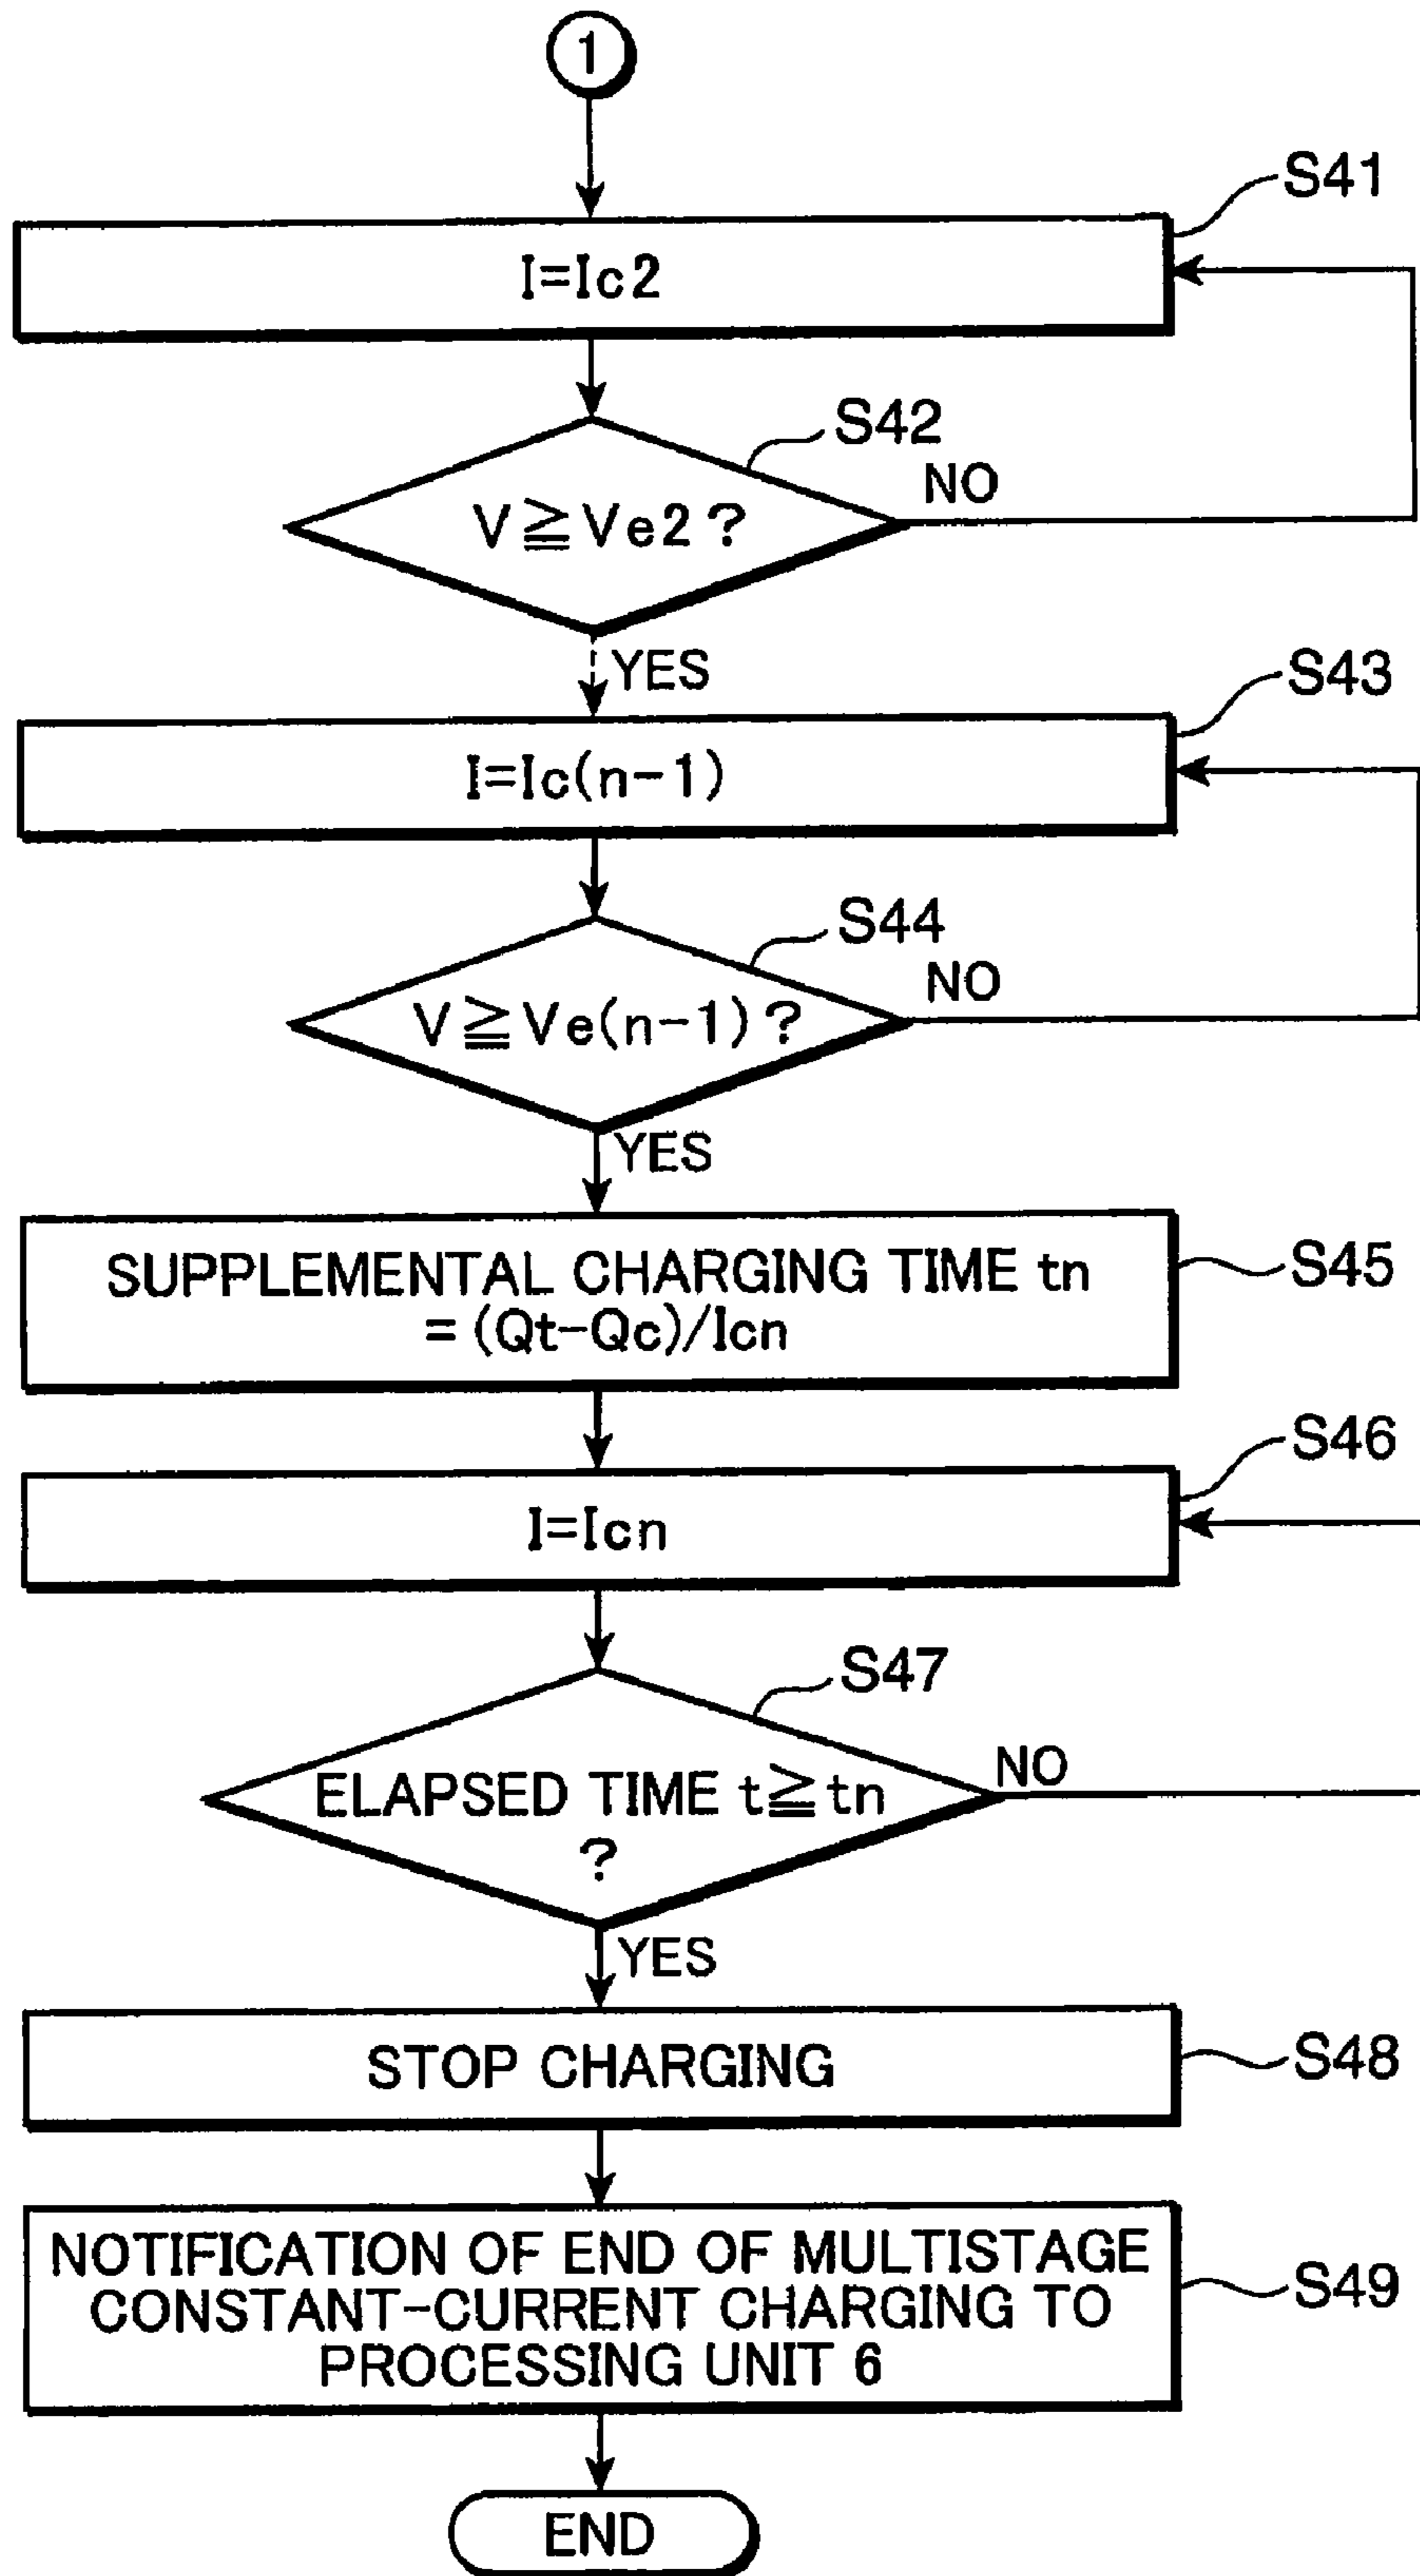 1
S41
I=Ic2
S42
V≧Ve2?
NO
YES
S43
I=Ic(n-1)
S44
V≧Ve(n-1)?
NO
YES
SUPPLEMENTAL CHARGING TIME tn
=(Qt-Qc)/Icn
S45
S46
I=Icn
S47
ELAPSED TIME t≧tn
?
NO
YES
STOP CHARGING
S48
NOTIFICATION OF END OF MULTISTAGE
CONSTANT-CURRENT CHARGING TO
PROCESSING UNIT 6
S49
END